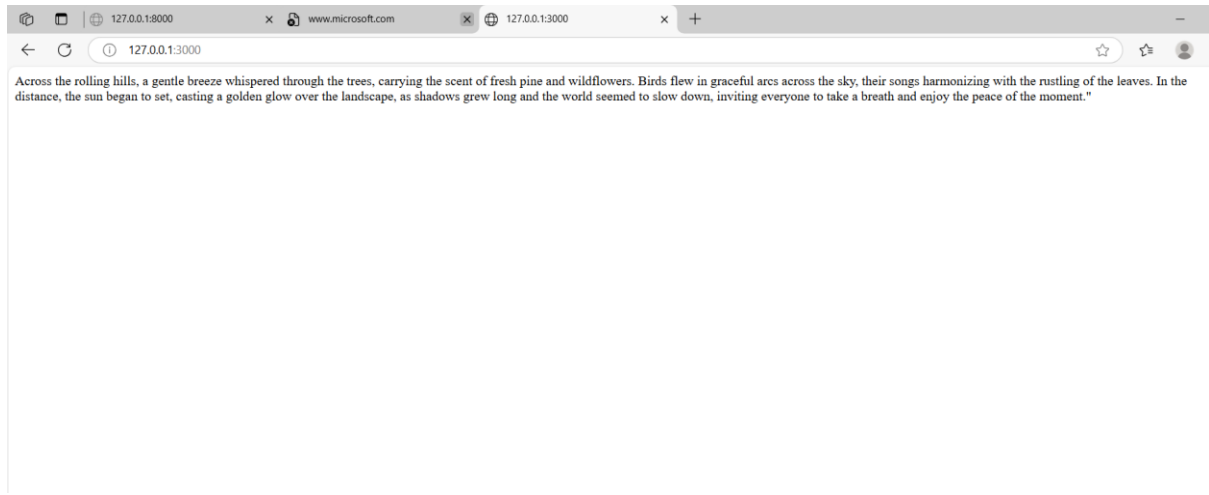 127.0.0.1:8000
www.microsoft.com
127.0.0.1:3000
127.0.0.1:3000
Across the rolling hills, a gentle breeze whispered through the trees, carrying the scent of fresh pine and wildflowers. Birds flew in graceful arcs across the sky, their songs harmonizing with the rustling of the leaves. In the
distance, the sun began to set, casting a golden glow over the landscape, as shadows grew long and the world seemed to slow down, inviting everyone to take a breath and enjoy the peace of the moment."